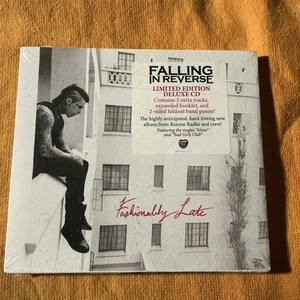 FALLING
IN REVERSE
LIMITED EDITION
DELUXE CD
Contains 3 extra tracks,
expanded booklet, and
2-sided foldout band poster!
The highly anticipated, hard-hitting new
album from Ronnie Radke and crew!
Featuring the singles "Alone"
and "Bad Girls Club"
Fashionably Late